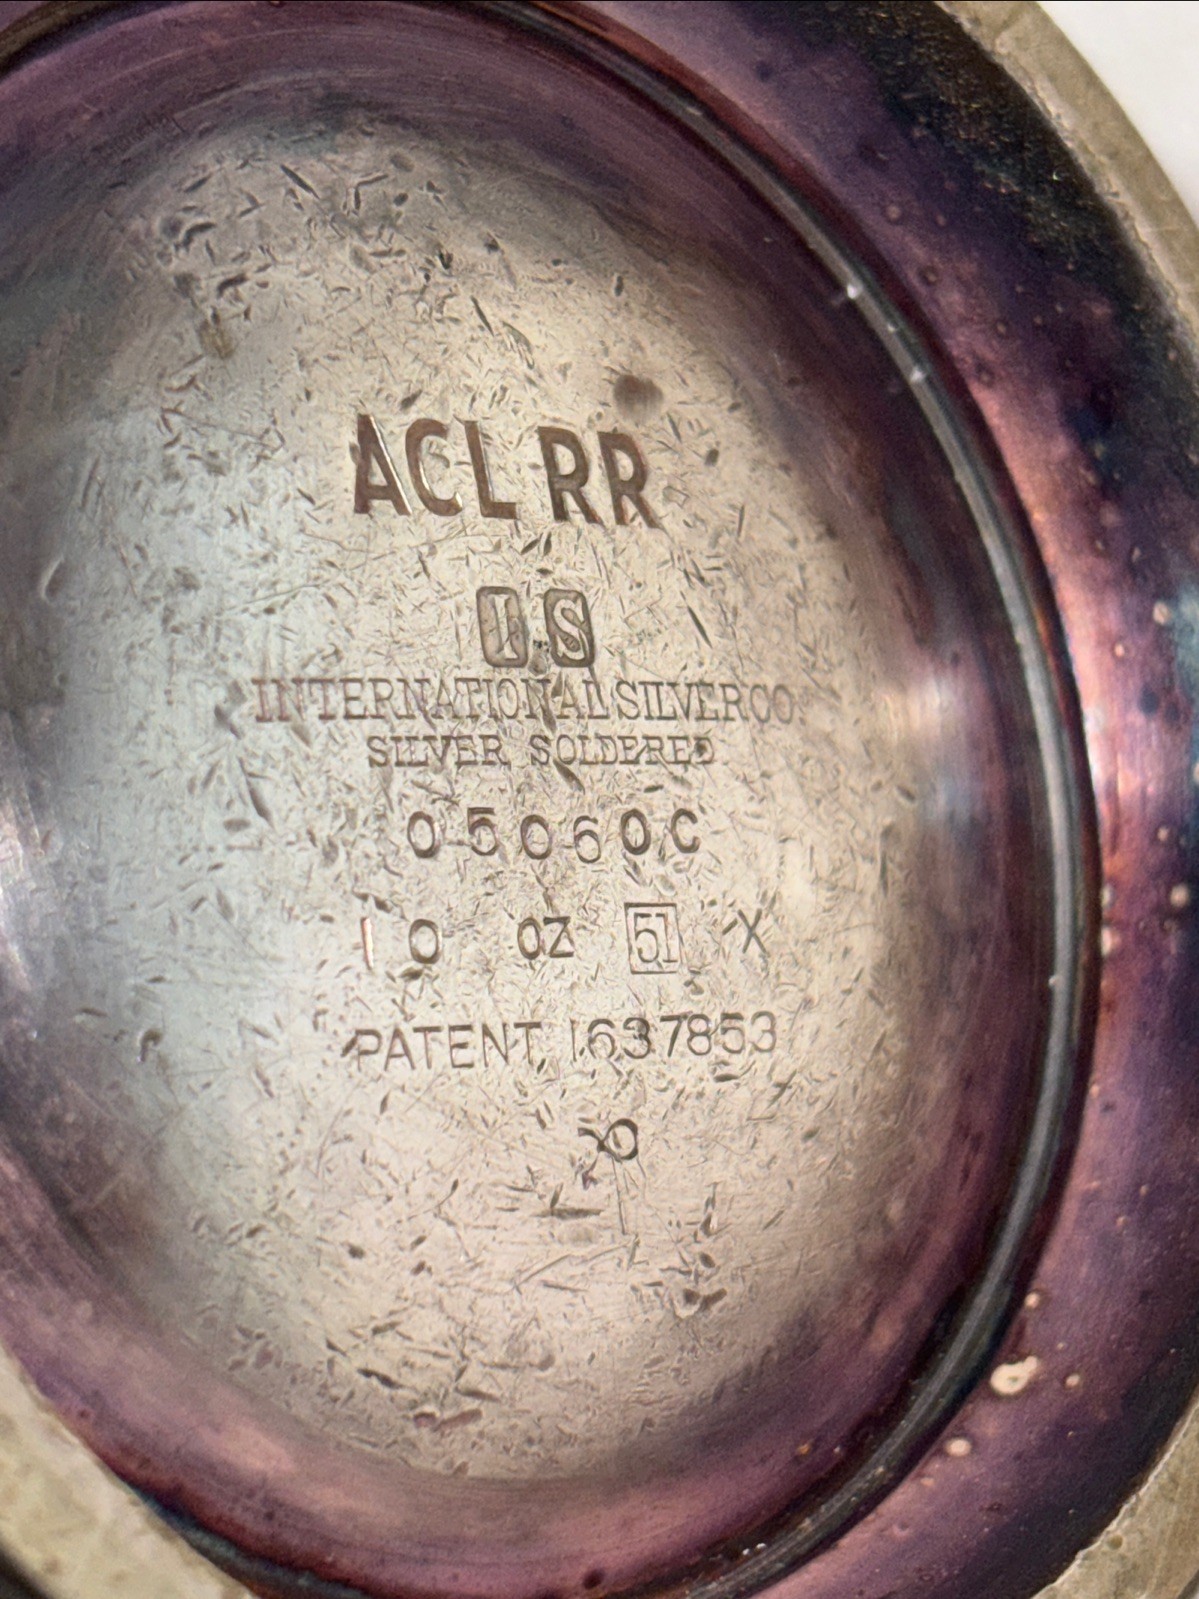 ACL RR
I S
INTERNATIONAL SILVER CO.
SILVER SOLDERED
05060C
10 OZ 51 X
PATENT 1637853